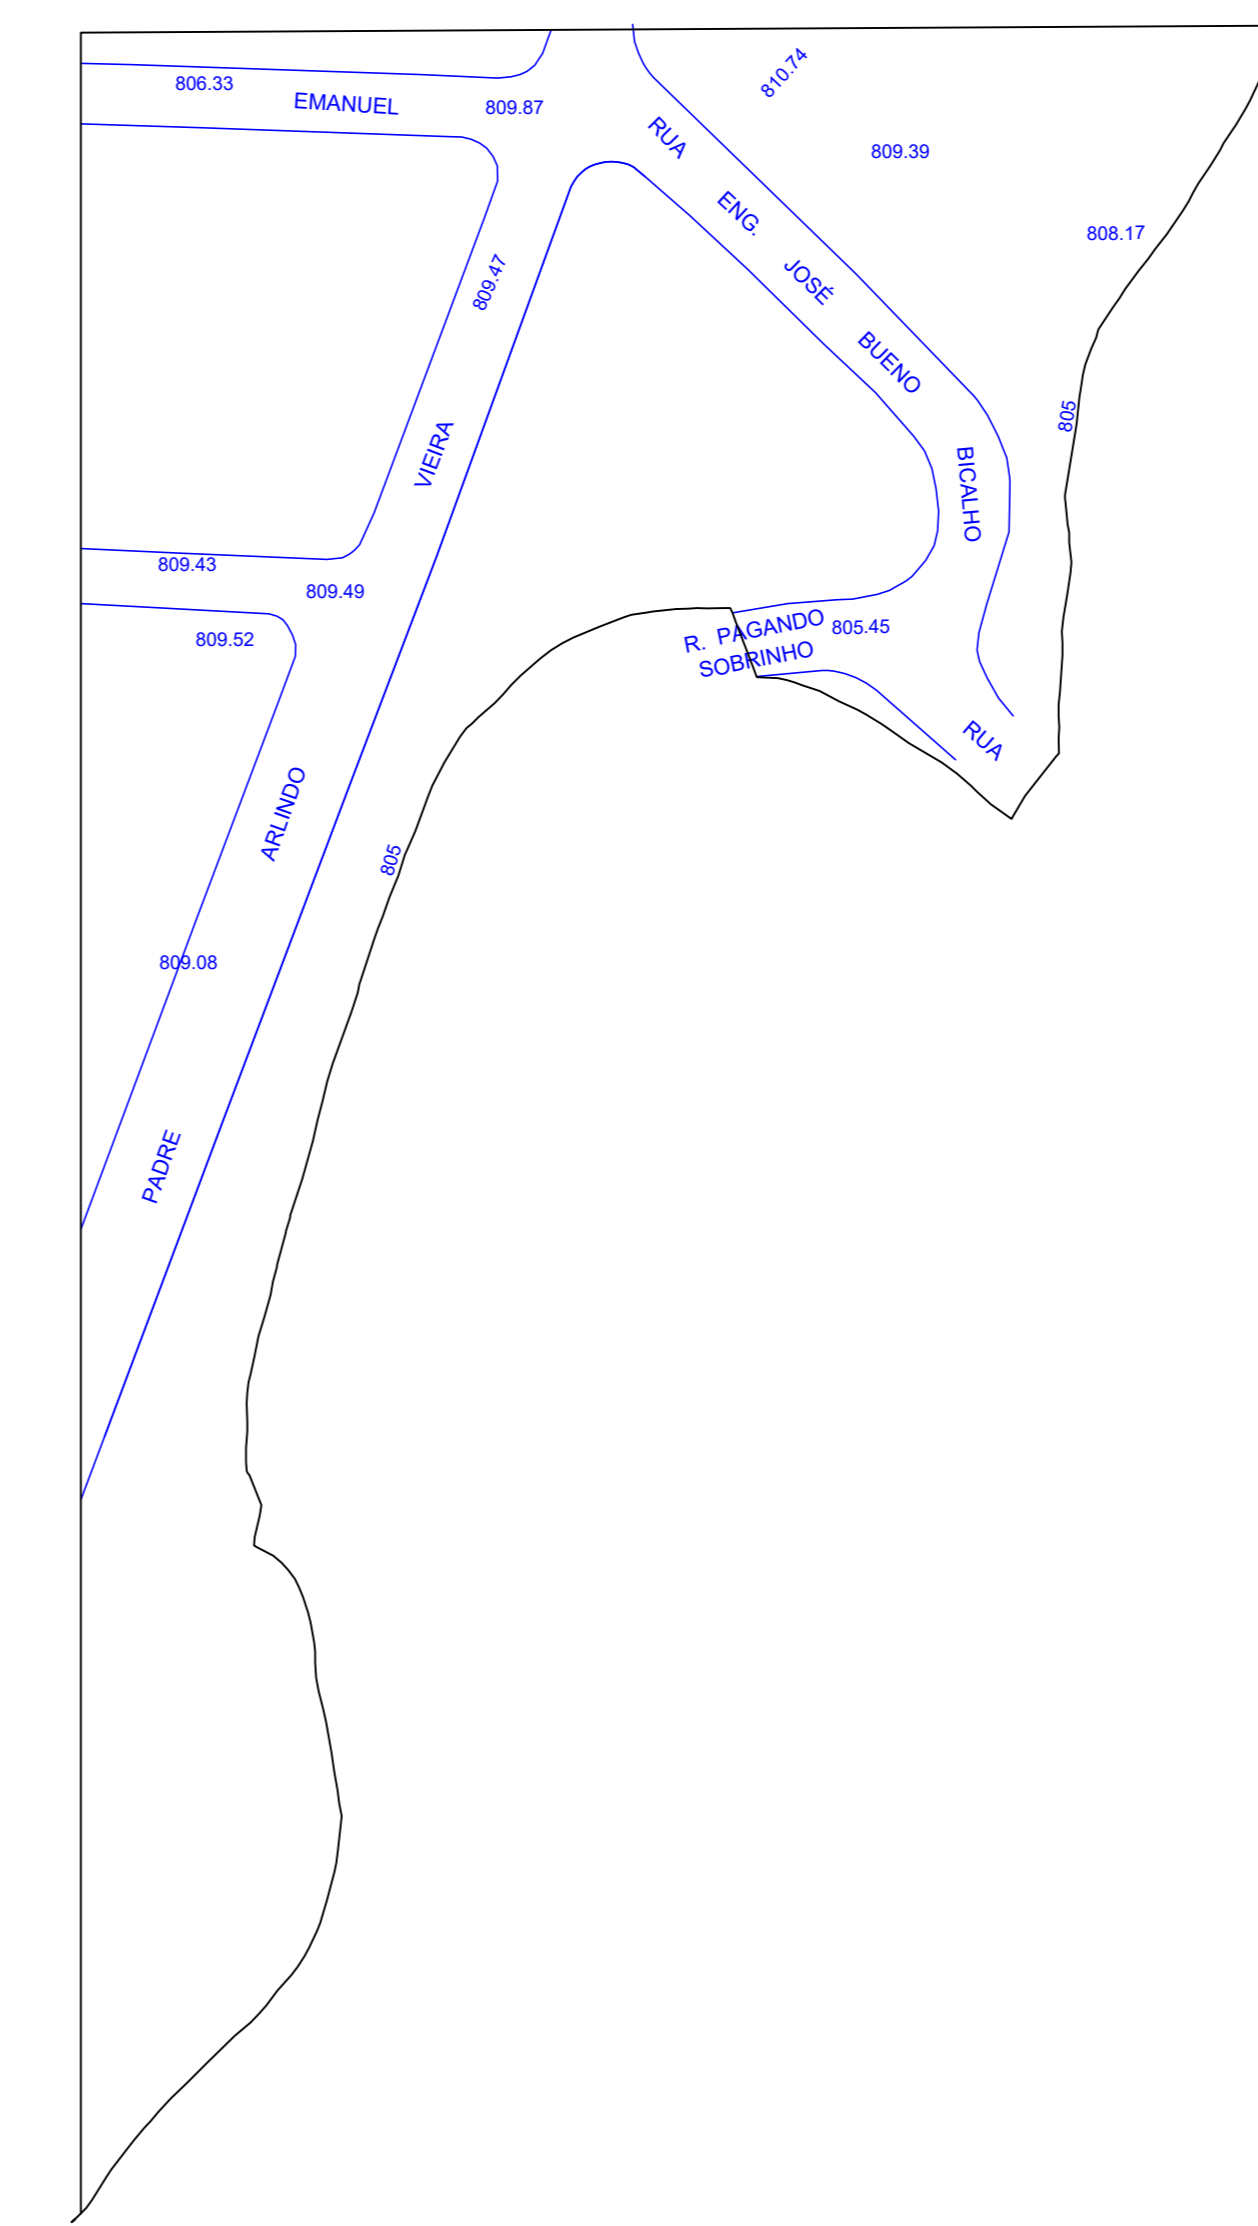 806.33
EMANUEL
809.87
810.74
809.39
808.17
RUA ENG. JOSÉ BUENO BICALHO
809.47
805
809.43
809.49
809.52
R. PAGANDO
SOBRINHO
805.45
RUA
805
809.08
PADRE ARLINDO VIEIRA